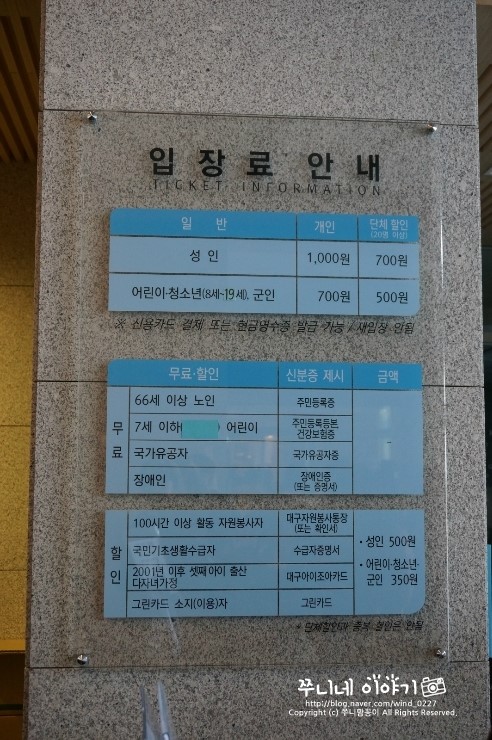 입장료 안내
TICKET INFORMATION
일 반 개인 단체 할인 (20명 이상)
성 인 1,000원 700원
어린이·청소년(8세~19세), 군인 700원 500원
※ 신용카드 결제 또는 현금영수증 발급 가능 / 재입장 안됨
무료·할인 신분증 제시 금액
무료
66세 이상 노인 주민등록증
7세 이하( ) 어린이 주민등록등본, 건강보험증
국가유공자 국가유공자증
장애인 장애인증 (또는 증명서)
할인
100시간 이상 활동 자원봉사자 대구자원봉사통장 (또는 확인서)
국민기초생활수급자 수급자증명서
2001년 이후 셋째아이 출산 다자녀가정 대구아이조아카드
그린카드 소지(이용)자 그린카드
· 성인 500원
· 어린이·청소년·
군인 350원
* 단체할인과 중복 할인은 안됨
쭈니네 이야기
http://blog.naver.com/wind_0227
Copyright (c) 쭈니맘동이 All Rights Reserved.